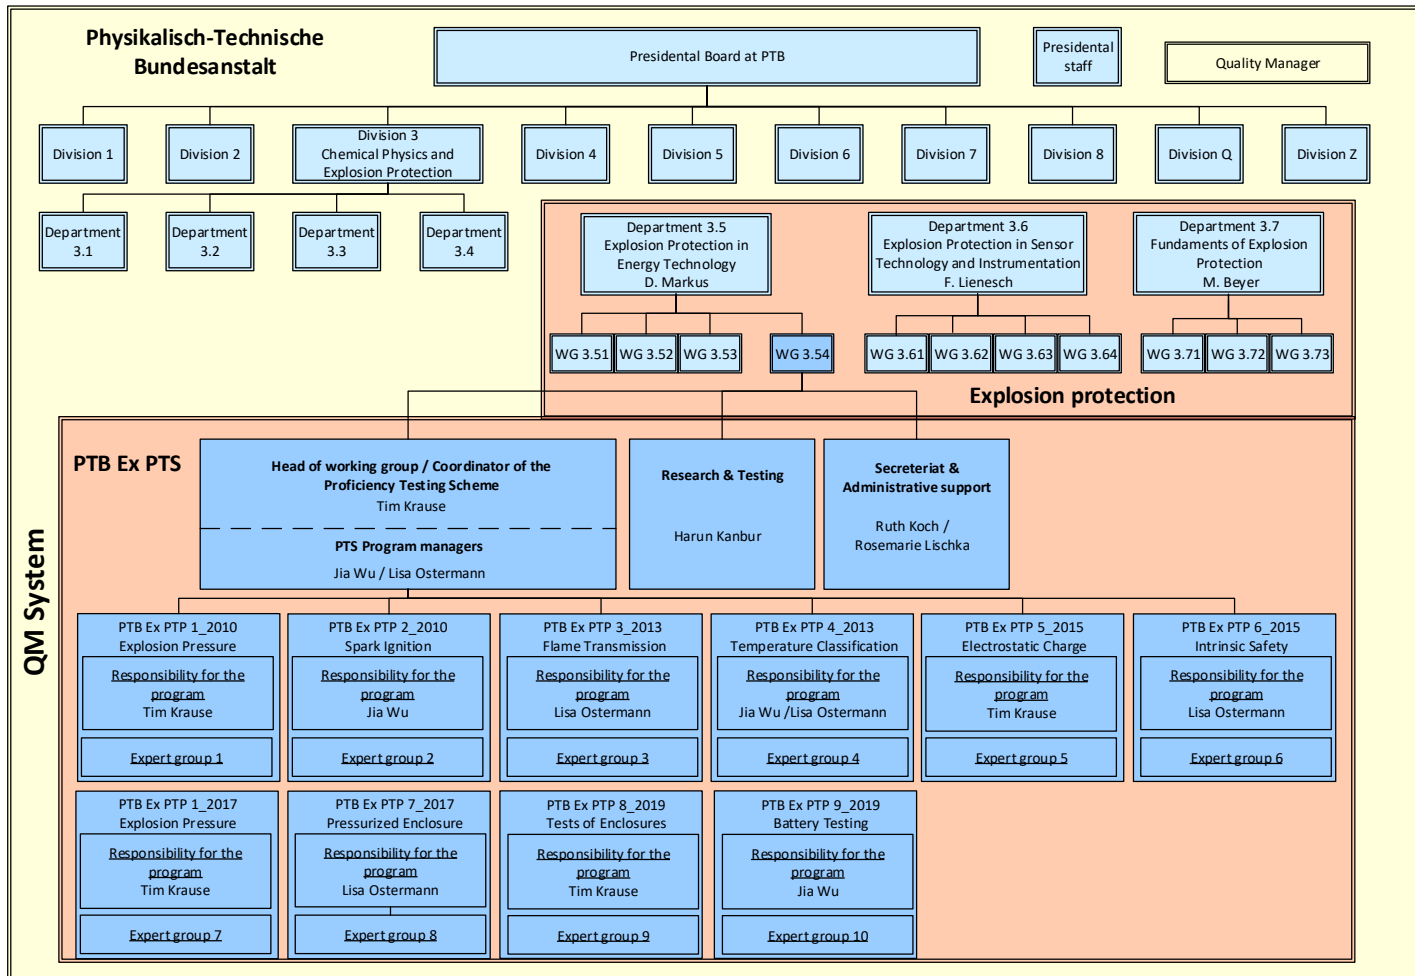 Physikalisch-Technische
Bundesanstalt
Presidental Board at PTB
Presidental
staff
Quality Manager
Division 1
Division 2
Division 3
Chemical Physics and
Explosion Protection
Division 4
Division 5
Division 6
Division 7
Division 8
Division Q
Division Z
Department
3.1
Department
3.2
Department
3.3
Department
3.4
Department 3.5
Explosion Protection in
Energy Technology
D. Markus
Department 3.6
Explosion Protection in Sensor
Technology and Instrumentation
F. Lienesch
Department 3.7
Fundaments of Explosion
Protection
M. Beyer
WG 3.51
WG 3.52
WG 3.53
WG 3.54
WG 3.61
WG 3.62
WG 3.63
WG 3.64
WG 3.71
WG 3.72
WG 3.73
Explosion protection
QM System
PTB Ex PTS
Head of working group / Coordinator of the
Proficiency Testing Scheme
Tim Krause
PTS Program managers
Jia Wu / Lisa Ostermann
Research & Testing
Harun Kanbur
Secreteriat &
Administrative support
Ruth Koch /
Rosemarie Lischka
PTB Ex PTP 1_2010
Explosion Pressure
Responsibility for the
program
Tim Krause
Expert group 1
PTB Ex PTP 2_2010
Spark Ignition
Responsibility for the
program
Jia Wu
Expert group 2
PTB Ex PTP 3_2013
Flame Transmission
Responsibility for the
program
Lisa Ostermann
Expert group 3
PTB Ex PTP 4_2013
Temperature Classification
Responsibility for the
program
Jia Wu /Lisa Ostermann
Expert group 4
PTB Ex PTP 5_2015
Electrostatic Charge
Responsibility for the
program
Tim Krause
Expert group 5
PTB Ex PTP 6_2015
Intrinsic Safety
Responsibility for the
program
Lisa Ostermann
Expert group 6
PTB Ex PTP 1_2017
Explosion Pressure
Responsibility for the
program
Tim Krause
Expert group 7
PTB Ex PTP 7_2017
Pressurized Enclosure
Responsibility for the
program
Lisa Ostermann
Expert group 8
PTB Ex PTP 8_2019
Tests of Enclosures
Responsibility for the
program
Tim Krause
Expert group 9
PTB Ex PTP 9_2019
Battery Testing
Responsibility for the
program
Jia Wu
Expert group 10